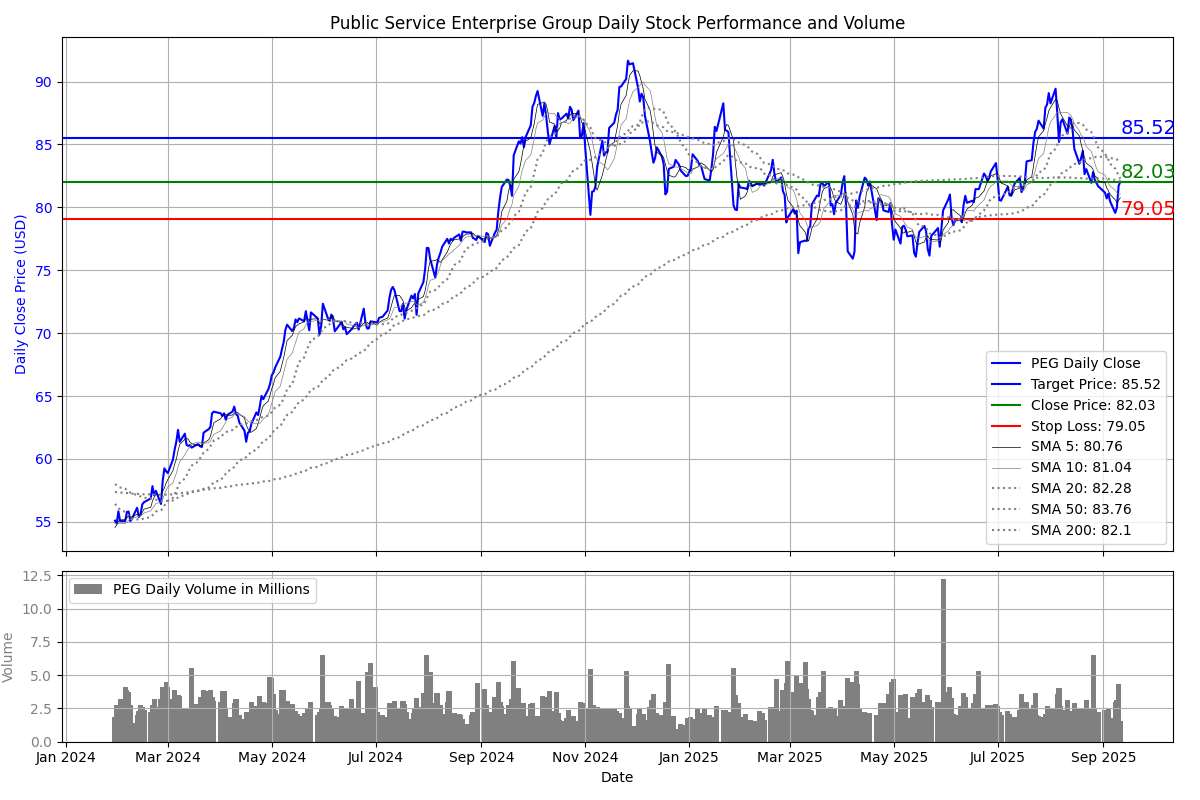 Public Service Enterprise Group Daily Stock Performance and Volume
Daily Close Price (USD)
90
85
80
75
70
65
60
55
85.52
82.03
79.05
PEG Daily Close
Target Price: 85.52
Close Price: 82.03
Stop Loss: 79.05
SMA 5: 80.76
SMA 10: 81.04
SMA 20: 82.28
SMA 50: 83.76
SMA 200: 82.1
Volume
12.5
10.0
7.5
5.0
2.5
0.0
PEG Daily Volume in Millions
Jan 2024 Mar 2024 May 2024 Jul 2024 Sep 2024 Nov 2024 Jan 2025 Mar 2025 May 2025 Jul 2025 Sep 2025
Date